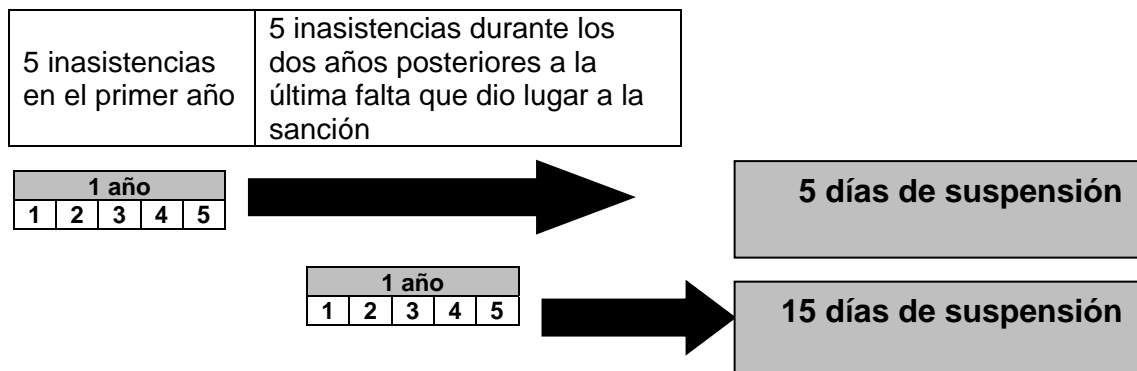 5 inasistencias
en el primer año
5 inasistencias durante los
dos años posteriores a la
última falta que dio lugar a la
sanción
1 año
1 2 3 4 5
5 días de suspensión
1 año
1 2 3 4 5
15 días de suspensión